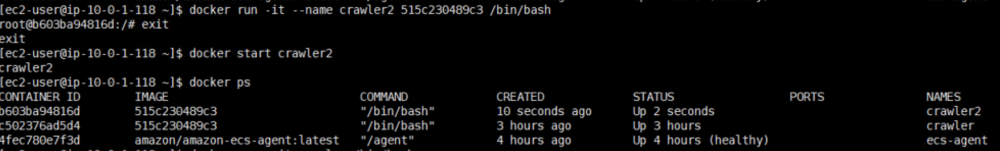 [ec2-user@ip-10-0-1-118 ~]$ docker run -it --name crawler2 515c230489c3 /bin/bash
root@b603ba94816d:/# exit
exit
[ec2-user@ip-10-0-1-118 ~]$ docker start crawler2
crawler2
[ec2-user@ip-10-0-1-118 ~]$ docker ps
CONTAINER ID IMAGE COMMAND CREATED STATUS PORTS NAMES
b603ba94816d 515c230489c3 "/bin/bash" 10 seconds ago Up 2 seconds crawler2
c502376ad5d4 515c230489c3 "/bin/bash" 3 hours ago Up 3 hours crawler
4fec780e7f3d amazon/amazon-ecs-agent:latest "/agent" 4 hours ago Up 4 hours (healthy) ecs-agent